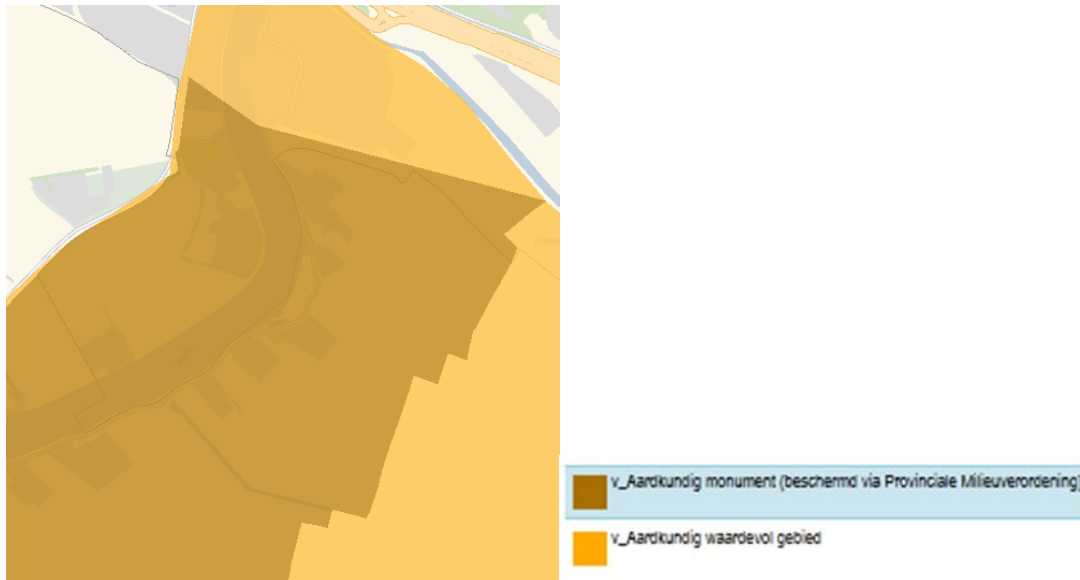 v_Aardkundig monument (beschermd via Provinciale Milieuverordening)
v_Aardkundig waardevol gebied